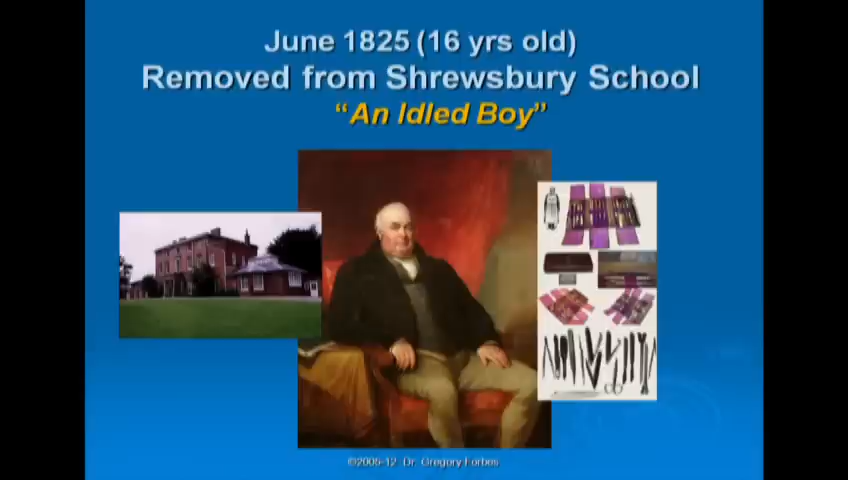 June 1825 (16 yrs old)
Removed from Shrewsbury School
“An Idled Boy”
©2005-12 Dr. Gregory Forbes